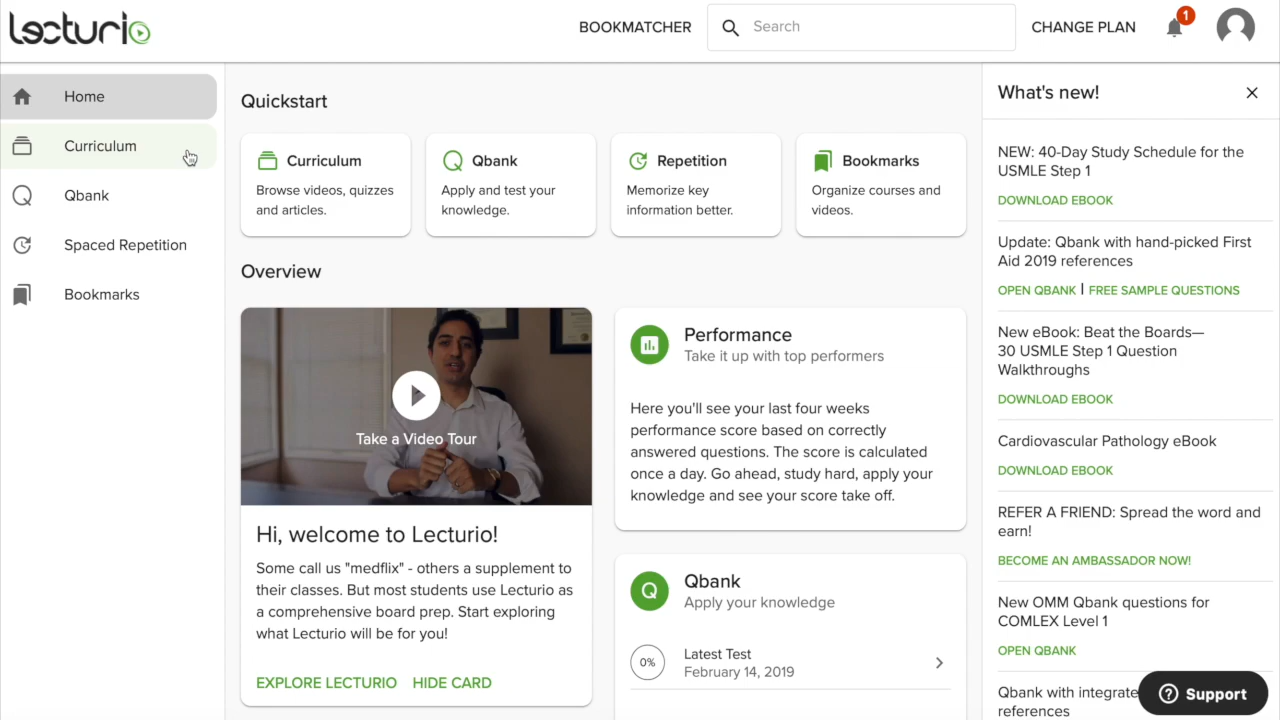 Lecturio
BOOKMATCHER
Search
CHANGE PLAN
1
Home
Curriculum
Qbank
Spaced Repetition
Bookmarks
Quickstart
Curriculum
Browse videos, quizzes
and articles.
Qbank
Apply and test your
knowledge.
Repetition
Memorize key
information better.
Bookmarks
Organize courses and
videos.
Overview
Take a Video Tour
Hi, welcome to Lecturio!
Some call us "medflix" - others a supplement to
their classes. But most students use Lecturio as
a comprehensive board prep. Start exploring
what Lecturio will be for you!
EXPLORE LECTURIO HIDE CARD
Performance
Take it up with top performers
Here you'll see your last four weeks
performance score based on correctly
answered questions. The score is calculated
once a day. Go ahead, study hard, apply your
knowledge and see your score take off.
Q
Qbank
Apply your knowledge
0%
Latest Test
February 14, 2019
What's new!
NEW: 40-Day Study Schedule for the
USMLE Step 1
DOWNLOAD EBOOK
Update: Qbank with hand-picked First
Aid 2019 references
OPEN QBANK | FREE SAMPLE QUESTIONS
New eBook: Beat the Boards—
30 USMLE Step 1 Question
Walkthroughs
DOWNLOAD EBOOK
Cardiovascular Pathology eBook
DOWNLOAD EBOOK
REFER A FRIEND: Spread the word and
earn!
BECOME AN AMBASSADOR NOW!
New OMM Qbank questions for
COMLEX Level 1
OPEN QBANK
Qbank with integrate
references
Support